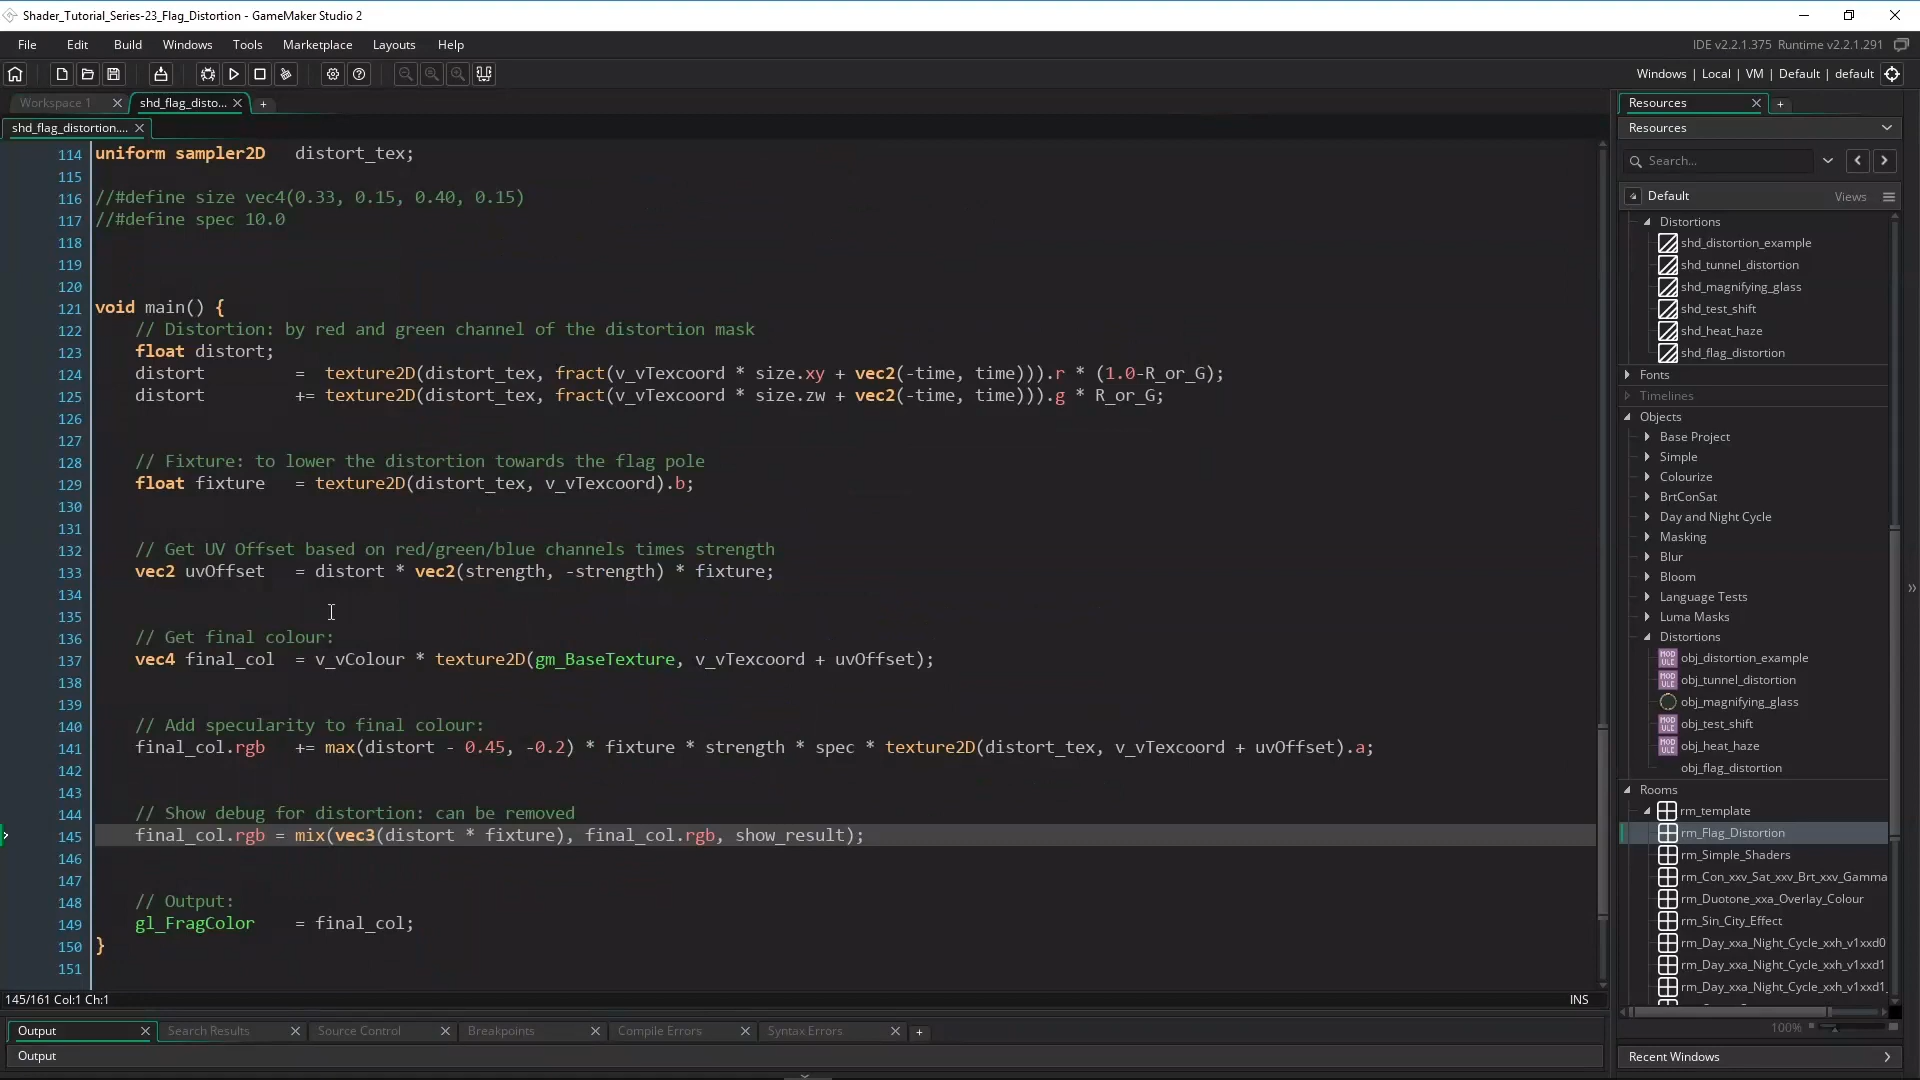 Shader_Tutorial_Series-23_Flag_Distortion - GameMaker Studio 2
File Edit Build Windows Tools Marketplace Layouts Help
IDE v2.2.1.375 Runtime v2.2.1.291
Windows | Local | VM | Default | default
Workspace 1
shd_flag_disto...
shd_flag_distortion....
114 uniform sampler2D distort_tex;
115
116 //#define size vec4(0.33, 0.15, 0.40, 0.15)
117 //#define spec 10.0
118
119
120
121 void main() {
122 // Distortion: by red and green channel of the distortion mask
123 float distort;
124 distort = texture2D(distort_tex, fract(v_vTexcoord * size.xy + vec2(-time, time))).r * (1.0-R_or_G);
125 distort += texture2D(distort_tex, fract(v_vTexcoord * size.zw + vec2(-time, time))).g * R_or_G;
126
127
128 // Fixture: to lower the distortion towards the flag pole
129 float fixture = texture2D(distort_tex, v_vTexcoord).b;
130
131
132 // Get UV Offset based on red/green/blue channels times strength
133 vec2 uvOffset = distort * vec2(strength, -strength) * fixture;
134
135
136 // Get final colour:
137 vec4 final_col = v_vColour * texture2D(gm_BaseTexture, v_vTexcoord + uvOffset);
138
139
140 // Add specularity to final colour:
141 final_col.rgb += max(distort - 0.45, -0.2) * fixture * strength * spec * texture2D(distort_tex, v_vTexcoord + uvOffset).a;
142
143
144 // Show debug for distortion: can be removed
145 final_col.rgb = mix(vec3(distort * fixture), final_col.rgb, show_result);
146
147
148 // Output:
149 gl_FragColor = final_col;
150 }
151
145/161 Col:1 Ch:1
INS
Output
Search Results
Source Control
Breakpoints
Compile Errors
Syntax Errors
Output
Resources
Resources
Search...
Default
Views
Distortions
shd_distortion_example
shd_tunnel_distortion
shd_magnifying_glass
shd_test_shift
shd_heat_haze
shd_flag_distortion
Fonts
Timelines
Objects
Base Project
Simple
Colourize
BrtConSat
Day and Night Cycle
Masking
Blur
Bloom
Language Tests
Luma Masks
Distortions
obj_distortion_example
obj_tunnel_distortion
obj_magnifying_glass
obj_test_shift
obj_heat_haze
obj_flag_distortion
Rooms
rm_template
rm_Flag_Distortion
rm_Simple_Shaders
rm_Con_xxv_Sat_xxv_Brt_xxv_Gamma
rm_Duotone_xxa_Overlay_Colour
rm_Sin_City_Effect
rm_Day_xxa_Night_Cycle_xxh_v1xxd0
rm_Day_xxa_Night_Cycle_xxh_v1xxd1
rm_Day_xxa_Night_Cycle_xxh_v1xxd1_
100%
Recent Windows